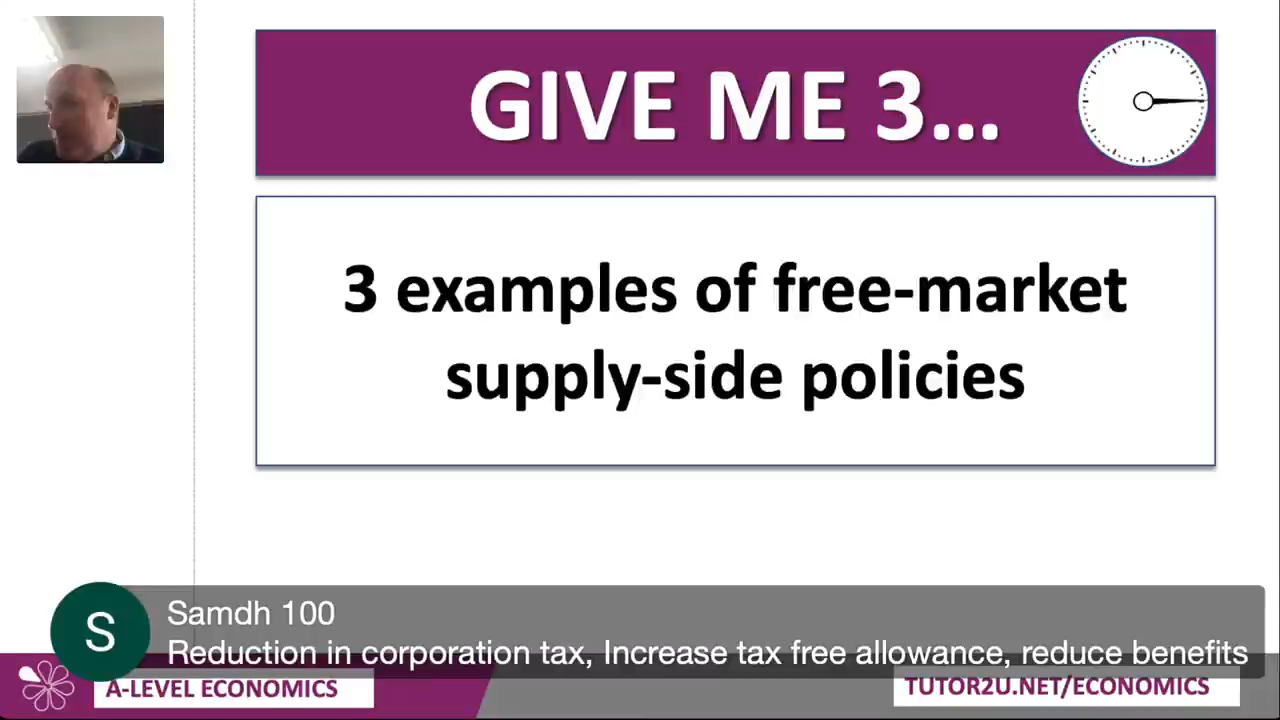 GIVE ME 3...
3 examples of free-market
supply-side policies
S
Samdh 100
Reduction in corporation tax, Increase tax free allowance, reduce benefits
A-LEVEL ECONOMICS
TUTOR2U.NET/ECONOMICS